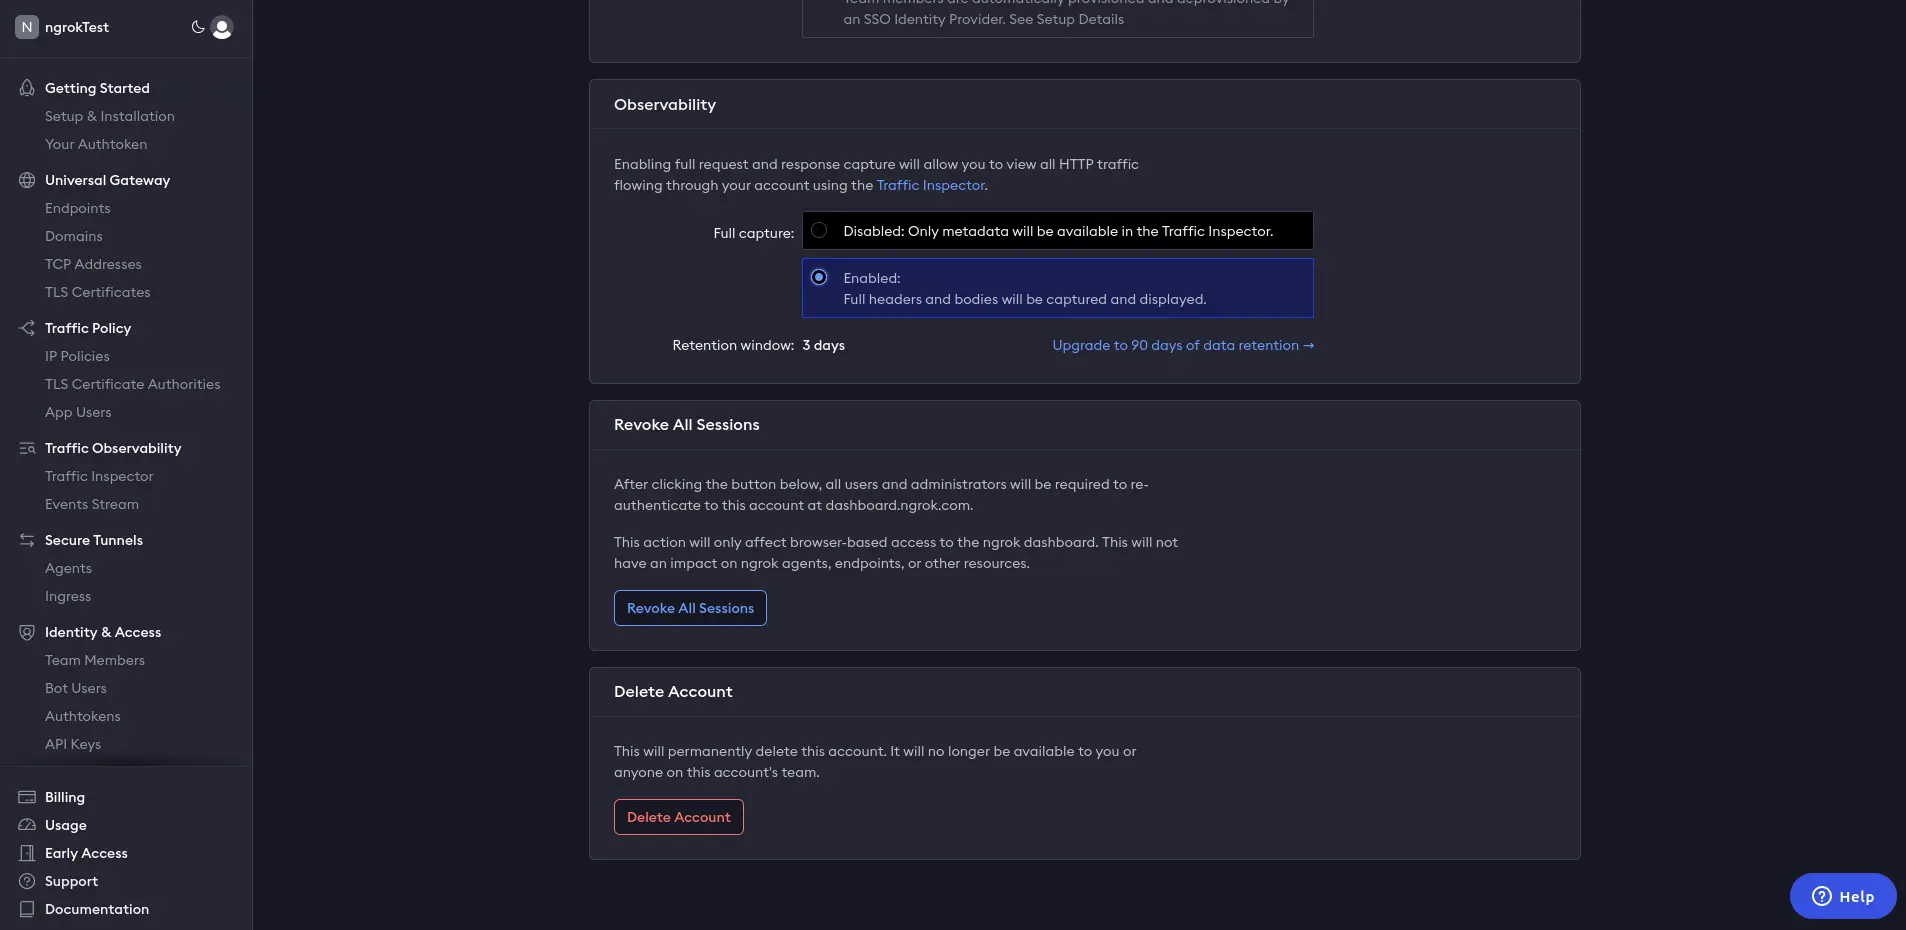 N ngrokTest
Getting Started
Setup & Installation
Your Authtoken
Universal Gateway
Endpoints
Domains
TCP Addresses
TLS Certificates
Traffic Policy
IP Policies
TLS Certificate Authorities
App Users
Traffic Observability
Traffic Inspector
Events Stream
Secure Tunnels
Agents
Ingress
Identity & Access
Team Members
Bot Users
Authtokens
API Keys
Billing
Usage
Early Access
Support
Documentation
Team members are automatically provisioned and deprovisioned by
an SSO Identity Provider. See Setup Details
Observability
Enabling full request and response capture will allow you to view all HTTP traffic
flowing through your account using the Traffic Inspector.
Full capture: Disabled: Only metadata will be available in the Traffic Inspector.
Enabled:
Full headers and bodies will be captured and displayed.
Retention window: 3 days Upgrade to 90 days of data retention →
Revoke All Sessions
After clicking the button below, all users and administrators will be required to re-
authenticate to this account at dashboard.ngrok.com.
This action will only affect browser-based access to the ngrok dashboard. This will not
have an impact on ngrok agents, endpoints, or other resources.
Revoke All Sessions
Delete Account
This will permanently delete this account. It will no longer be available to you or
anyone on this account's team.
Delete Account
Help